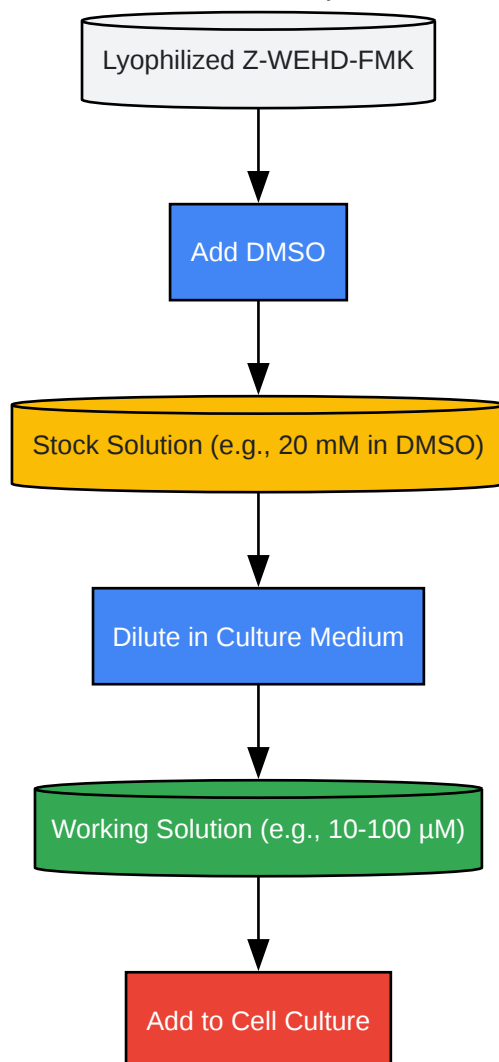 Lyophilized Z-WEHD-FMK
Add DMSO
Stock Solution (e.g., 20 mM in DMSO)
Dilute in Culture Medium
Working Solution (e.g., 10-100 µM)
Add to Cell Culture